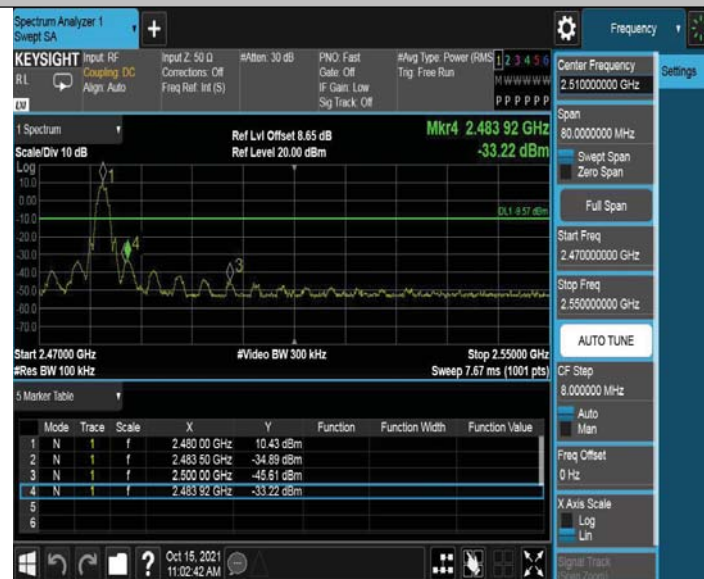 Spectrum Analyzer 1
Swept SA
+
Frequency
KEYSIGHT
RL
LXI
Input: RF
Coupling: DC
Align: Auto
Input Z: 50 Ω
Corrections: Off
Freq Ref: Int (S)
#Atten: 30 dB
PNO: Fast
Gate: Off
IF Gain: Low
Sig Track: Off
#Avg Type: Power (RMS
Trig: Free Run
1 2 3 4 5 6
M W W W W W
P P P P P P
1 Spectrum
Scale/Div 10 dB
Ref Lvl Offset 8.65 dB
Ref Level 20.00 dBm
Mkr4 2.483 92 GHz
-33.22 dBm
Log
10.0
0.00
-10.0
-20.0
-30.0
-40.0
-50.0
-60.0
-70.0
1
4
3
DL1 -9.57 dBm
Start 2.47000 GHz
#Res BW 100 kHz
#Video BW 300 kHz
Stop 2.55000 GHz
Sweep 7.67 ms (1001 pts)
5 Marker Table
Mode Trace Scale X Y Function Function Width Function Value
1 N 1 f 2.480 00 GHz 10.43 dBm
2 N 1 f 2.483 50 GHz -34.89 dBm
3 N 1 f 2.500 00 GHz -45.61 dBm
4 N 1 f 2.483 92 GHz -33.22 dBm
5
6
?
Oct 15, 2021
11:02:42 AM
Center Frequency
2.510000000 GHz
Settings
Span
80.0000000 MHz
Swept Span
Zero Span
Full Span
Start Freq
2.470000000 GHz
Stop Freq
2.550000000 GHz
AUTO TUNE
CF Step
8.000000 MHz
Auto
Man
Freq Offset
0 Hz
X Axis Scale
Log
Lin
Signal Track
(Span Zoom)